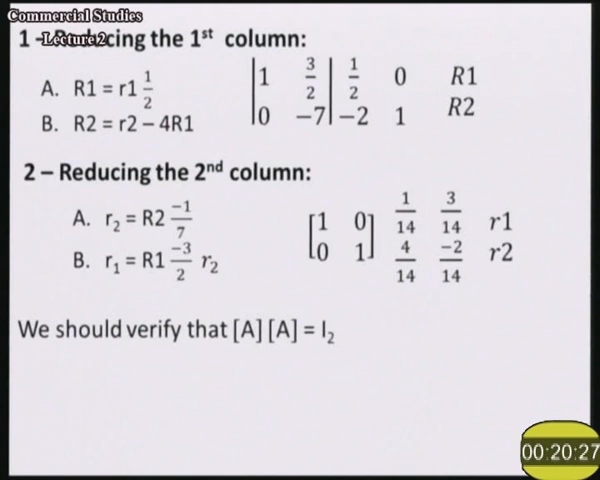 Commercial Studies
Lecture 2
1 – Reducing the 1st column:
A. R1 = r1 1/2
B. R2 = r2 – 4R1
|1 3/2 | 1/2 0 R1
|0 −7| −2 1 R2
2 – Reducing the 2nd column:
A. r2 = R2 −1/7
B. r1 = R1 −3/2 r2
[1 0] 1/14 3/14 r1
[0 1] 4/14 −2/14 r2
We should verify that [A] [A] = I2
00:20:27